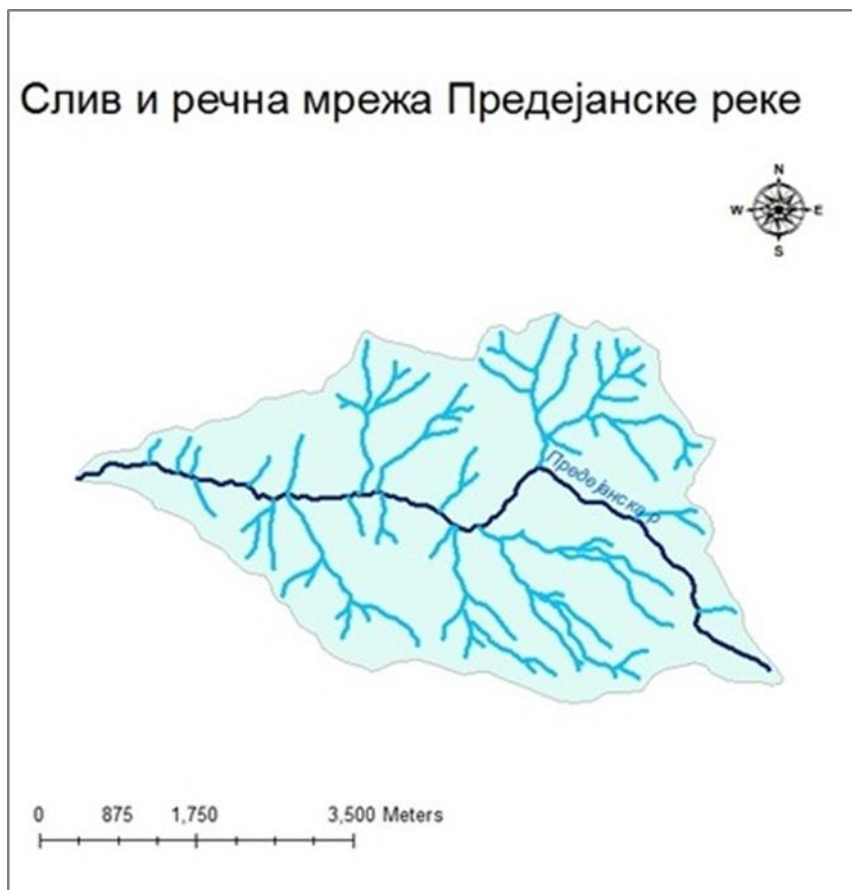 Слив и речна мрежа Предејанске реке
N
W E
S
Предејанска р
0 875 1,750 3,500 Meters